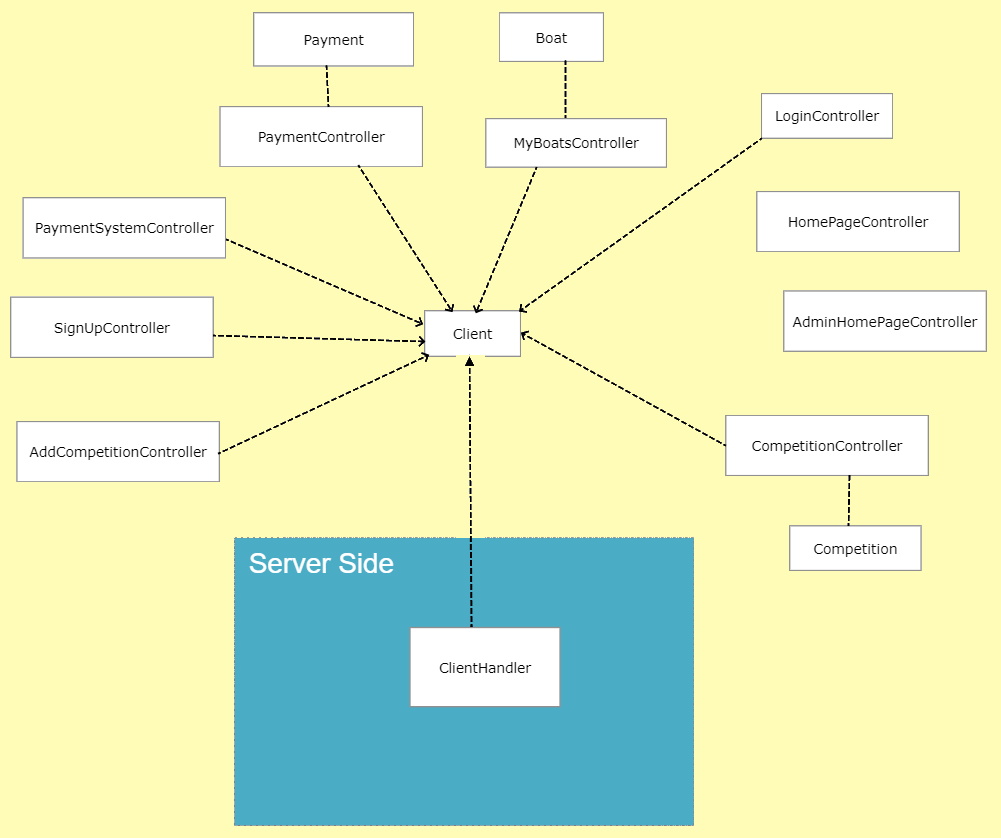 Payment
Boat
LoginController
PaymentController
MyBoatsController
HomePageController
PaymentSystemController
AdminHomePageController
SignUpController
Client
CompetitionController
AddCompetitionController
Competition
Server Side
ClientHandler